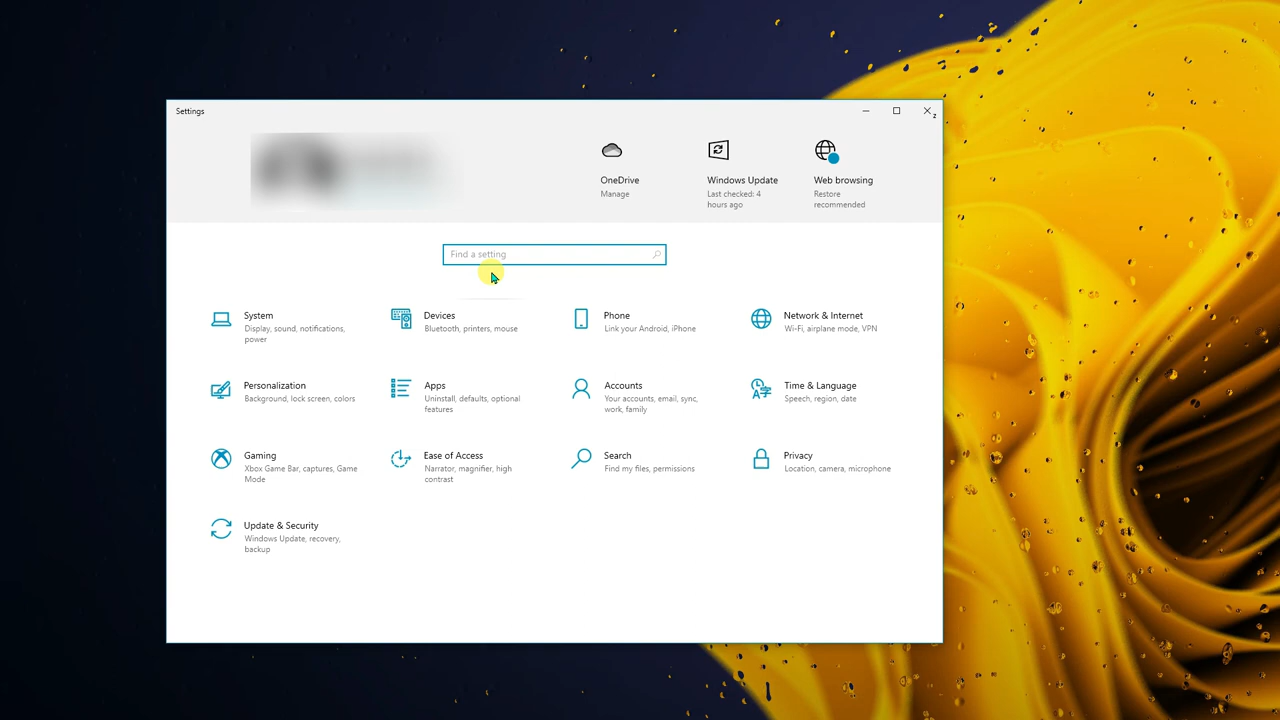 Settings
OneDrive
Manage
Windows Update
Last checked: 4
hours ago
Web browsing
Restore
recommended
Find a setting
System
Display, sound, notifications,
power
Devices
Bluetooth, printers, mouse
Phone
Link your Android, iPhone
Network & Internet
Wi-Fi, airplane mode, VPN
Personalization
Background, lock screen, colors
Apps
Uninstall, defaults, optional
features
Accounts
Your accounts, email, sync,
work, family
Time & Language
Speech, region, date
Gaming
Xbox Game Bar, captures, Game
Mode
Ease of Access
Narrator, magnifier, high
contrast
Search
Find my files, permissions
Privacy
Location, camera, microphone
Update & Security
Windows Update, recovery,
backup